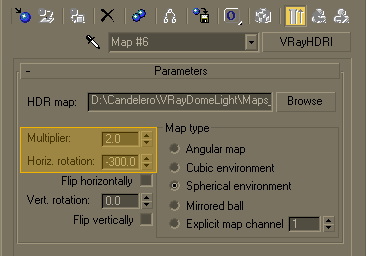 Map #6
VRayHDRI
- Parameters
HDR map: D:\Candelero\VRayDomeLight\Maps_ Browse
Multiplier: 2.0
Horiz. rotation: -300.0
Flip horizontally
Vert. rotation: 0.0
Flip vertically
Map type
Angular map
Cubic environment
Spherical environment
Mirrored ball
Explicit map channel 1